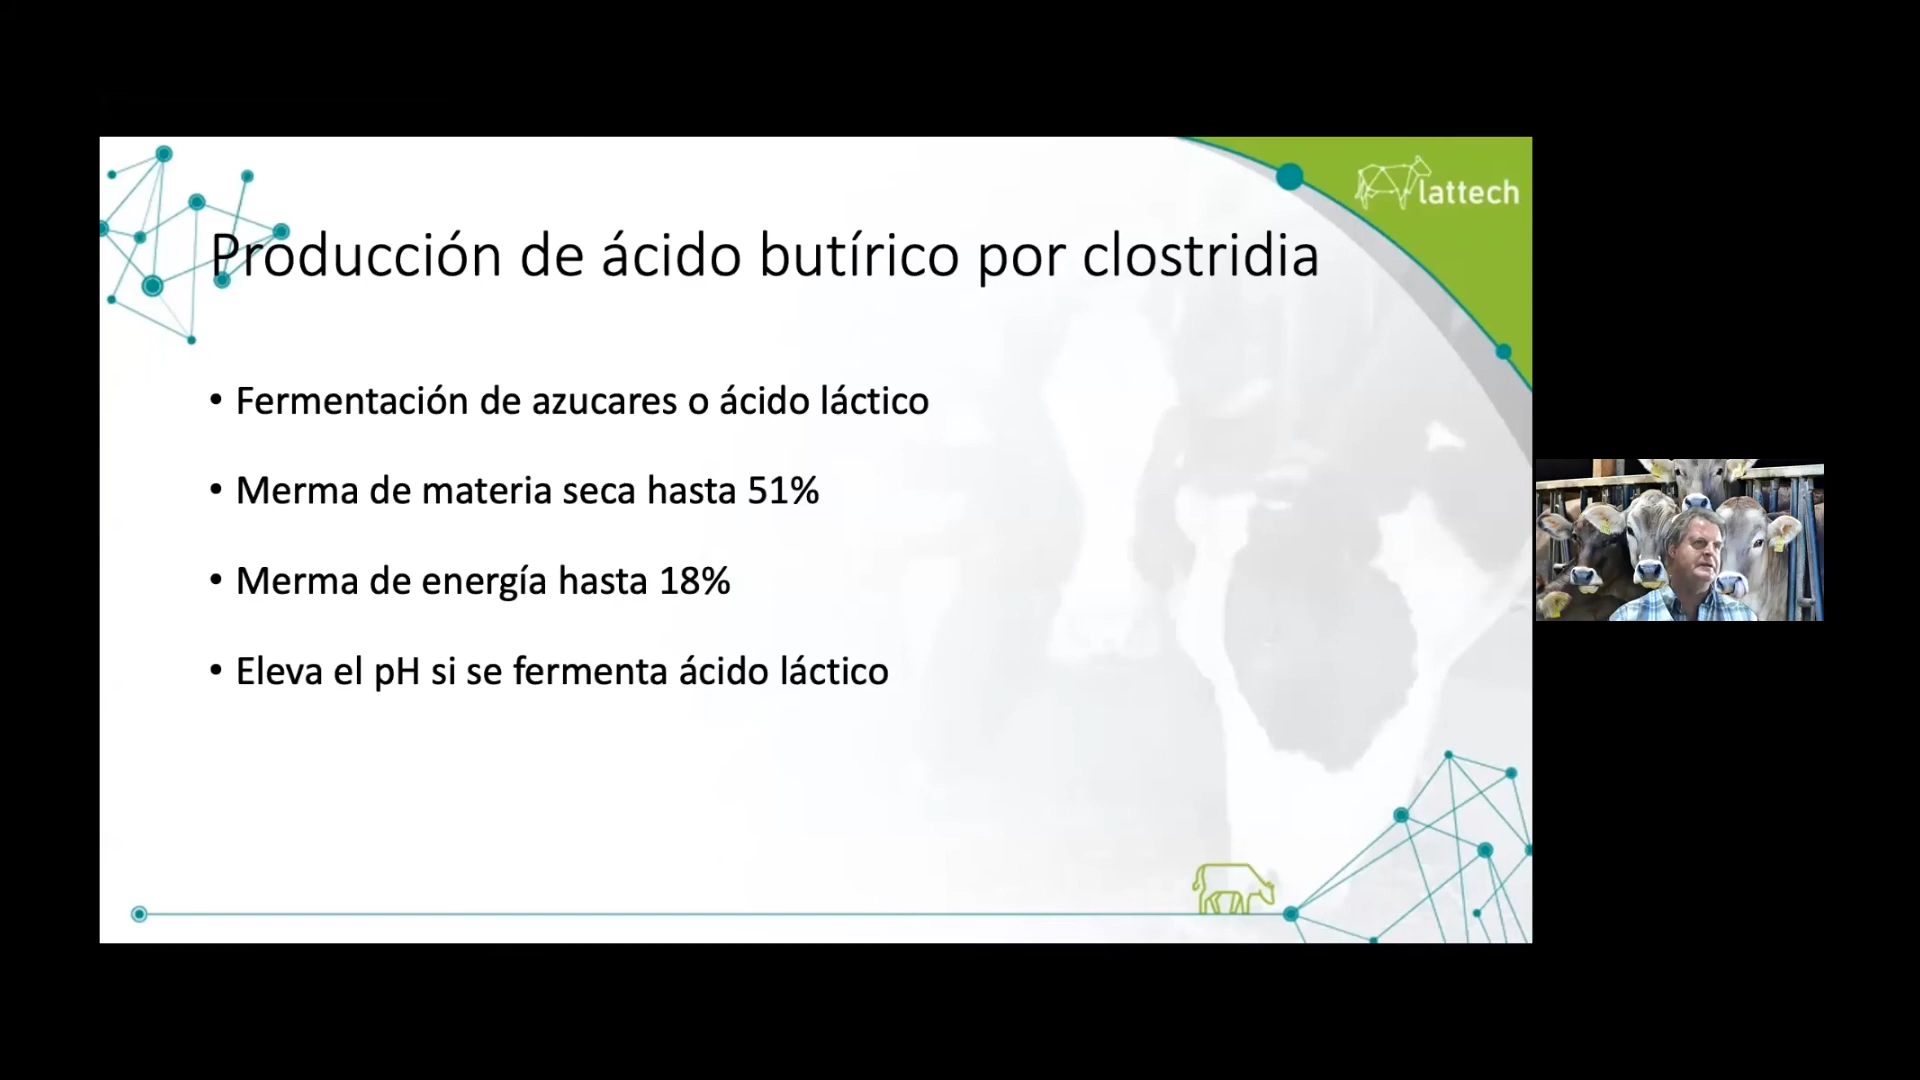 lattech
Producción de ácido butírico por clostridia
• Fermentación de azucares o ácido láctico
• Merma de materia seca hasta 51%
• Merma de energía hasta 18%
• Eleva el pH si se fermenta ácido láctico